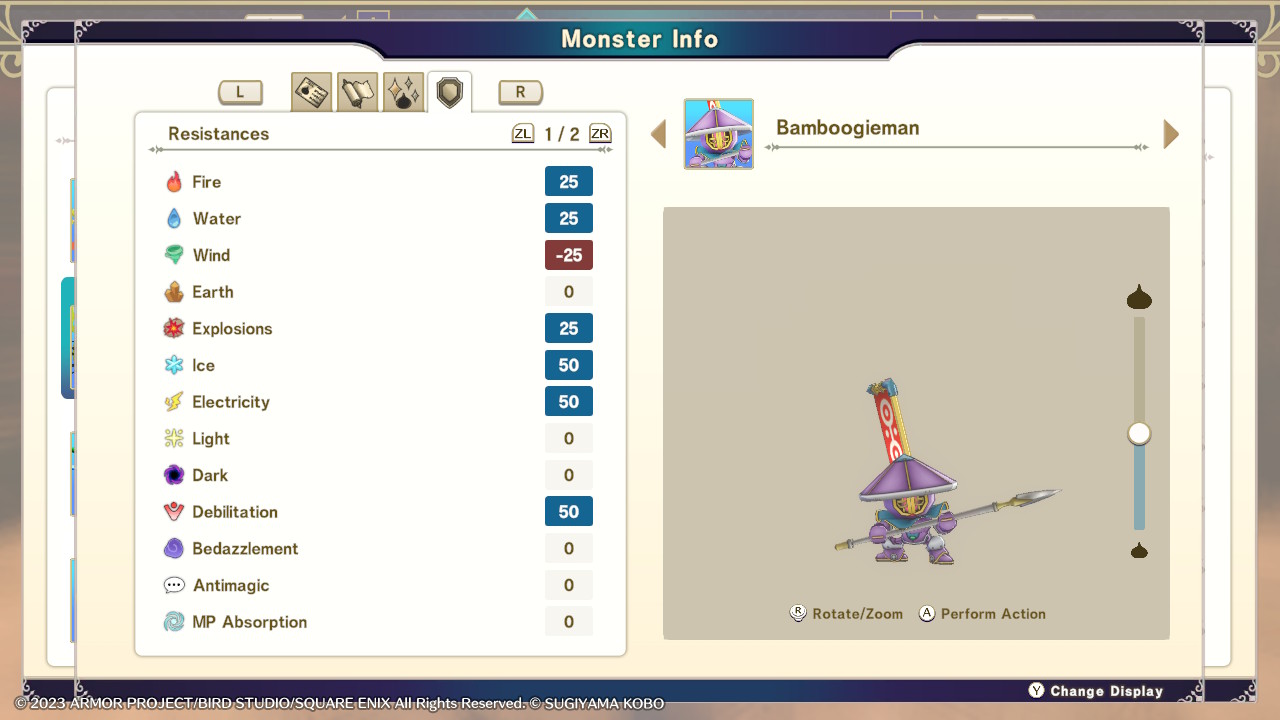 Monster Info
L
R
Resistances ZL 1 / 2 ZR
Fire 25
Water 25
Wind -25
Earth 0
Explosions 25
Ice 50
Electricity 50
Light 0
Dark 0
Debilitation 50
Bedazzlement 0
Antimagic 0
MP Absorption 0
Bamboogieman
R Rotate/Zoom A Perform Action
Y Change Display
© 2023 ARMOR PROJECT/BIRD STUDIO/SQUARE ENIX All Rights Reserved. © SUGIYAMA KOBO